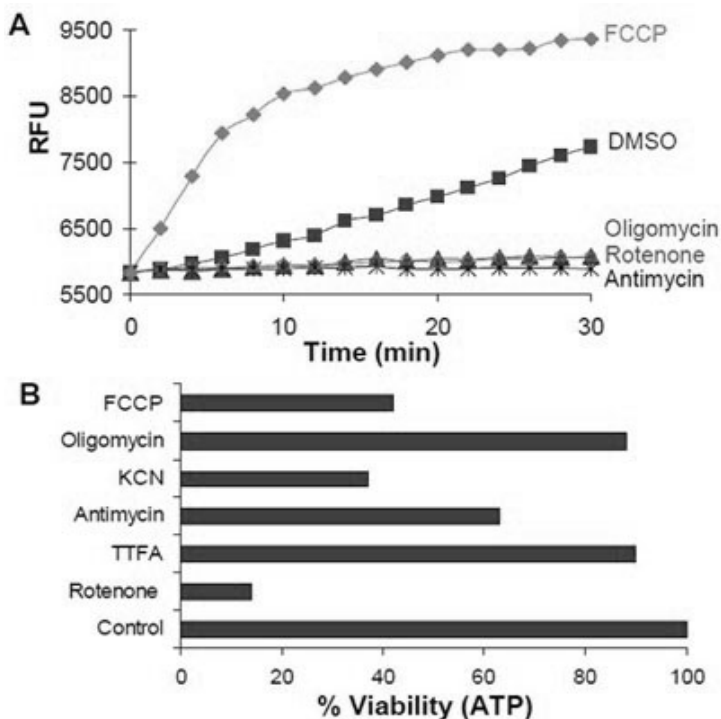 A
9500
8500
7500
6500
5500
RFU
FCCP
DMSO
Oligomycin
Rotenone
Antimycin
0
10
20
30
Time (min)
B
FCCP
Oligomycin
KCN
Antimycin
TTFA
Rotenone
Control
0
20
40
60
80
100
% Viability (ATP)